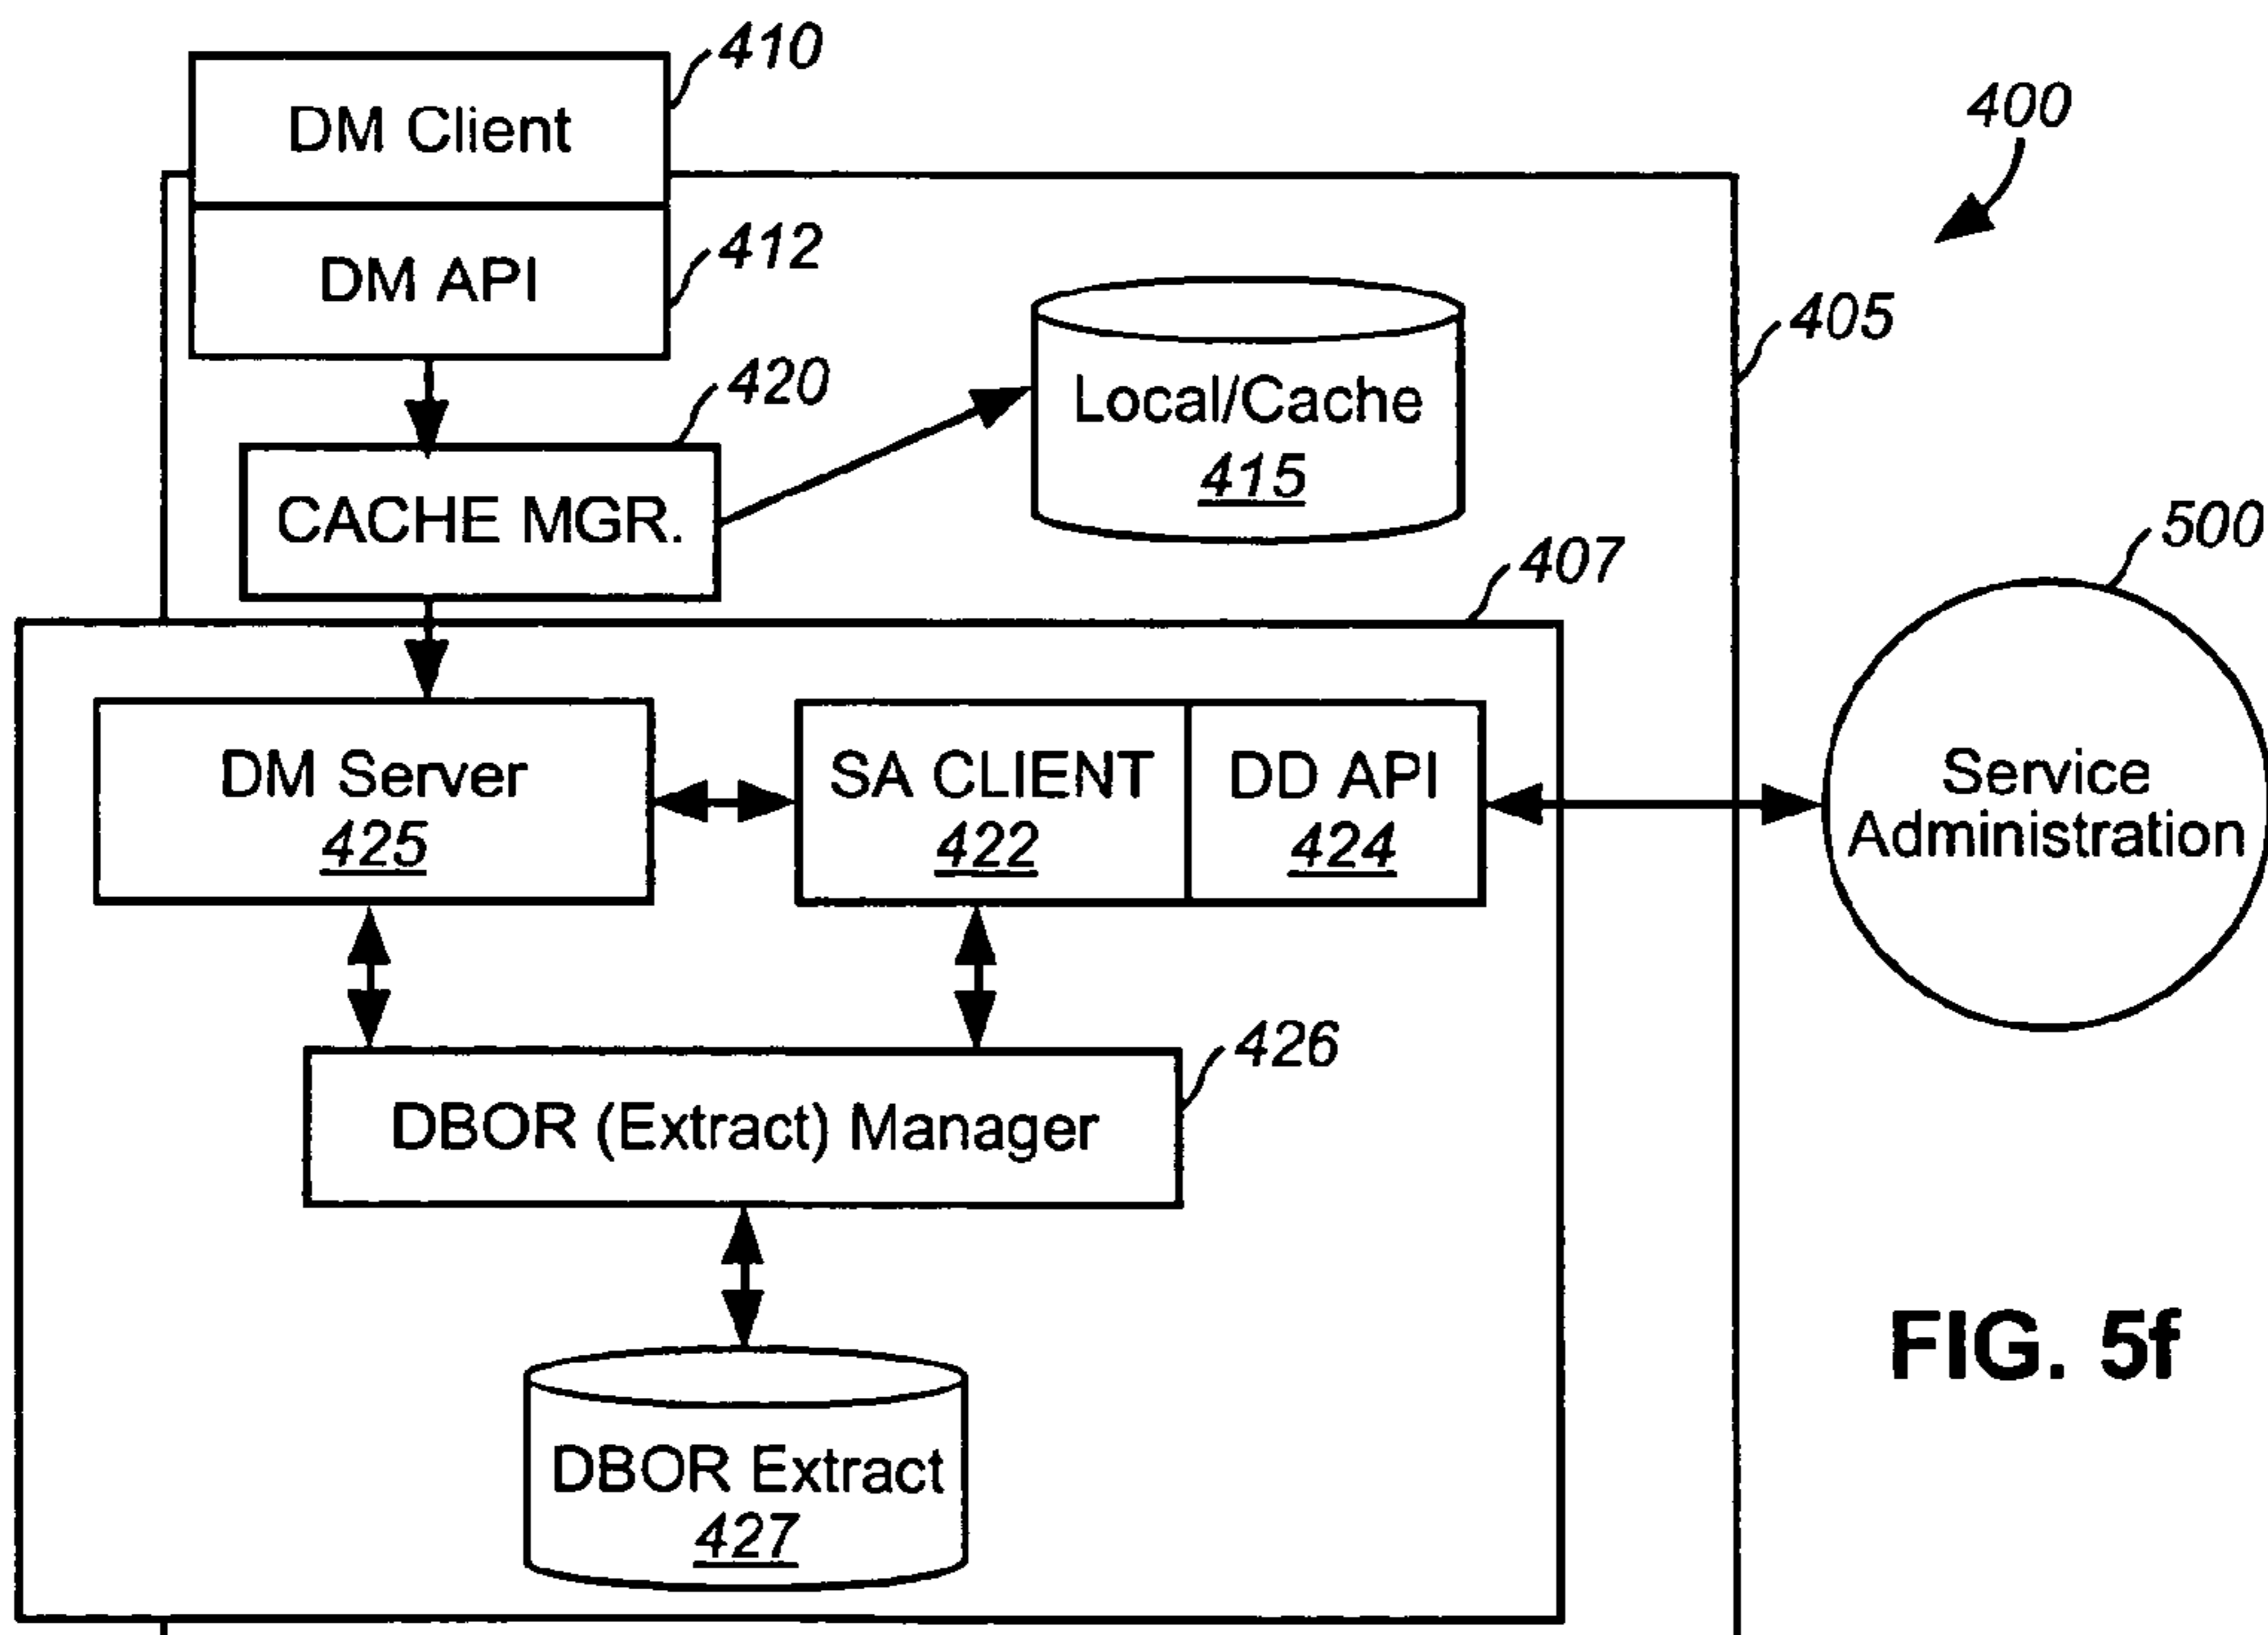 410
DM Client
400
412
DM API
405
420
Local/Cache
415
CACHE MGR.
500
407
DM Server
425
SA CLIENT
422
DD API
424
Service
Administration
426
DBOR (Extract) Manager
FIG. 5f
DBOR Extract
427